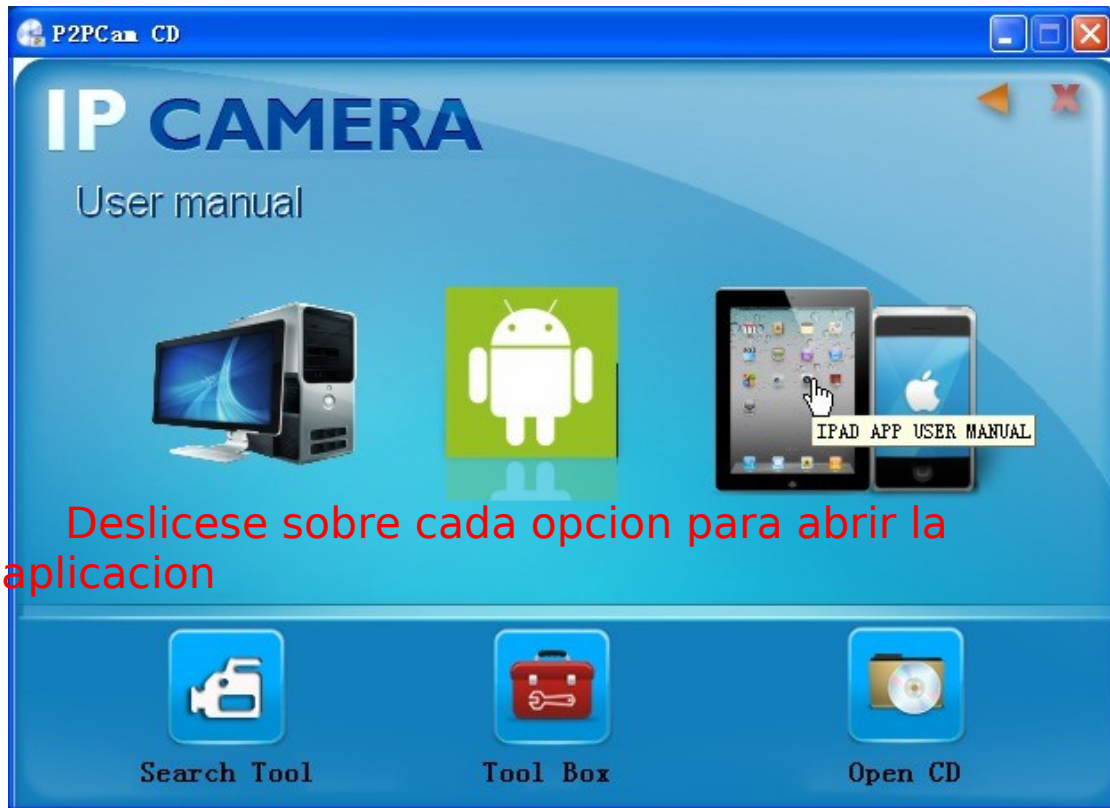 P2PCam CD
IP CAMERA
User manual
IPAD APP USER MANUAL
Deslicese sobre cada opcion para abrir la
aplicacion
Search Tool
Tool Box
Open CD